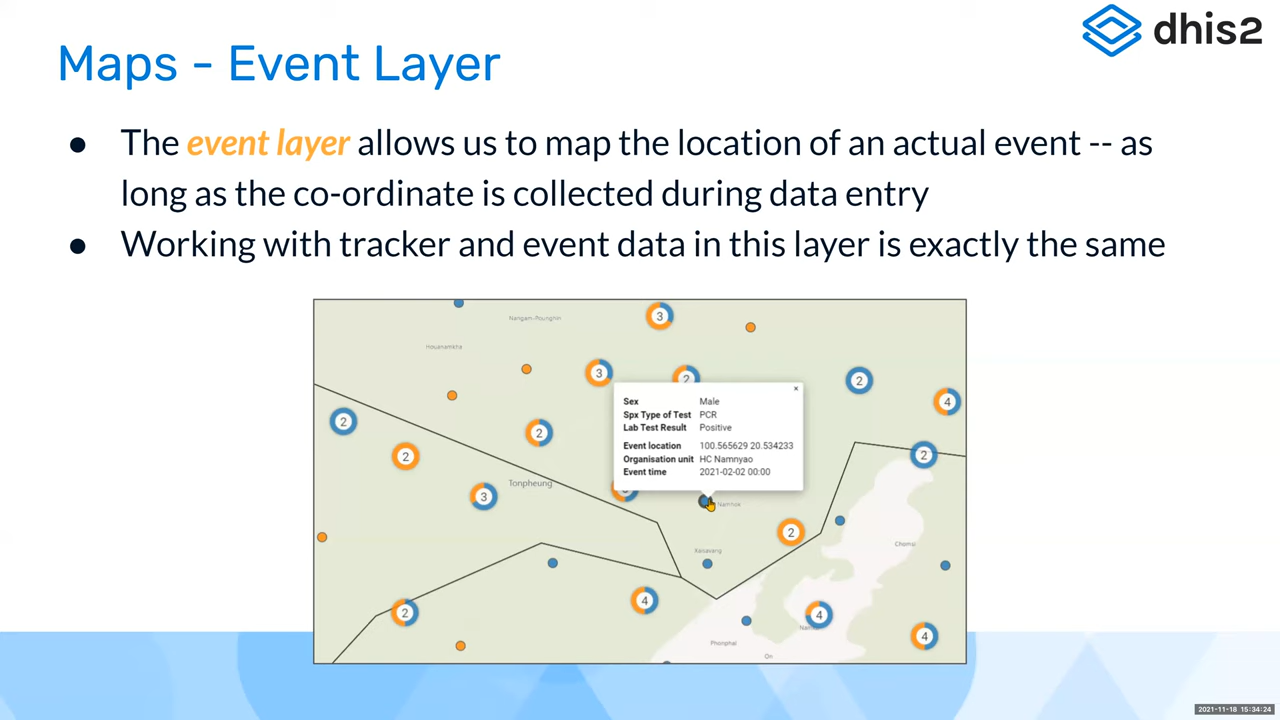 dhis2
Maps - Event Layer
● The event layer allows us to map the location of an actual event -- as
long as the co-ordinate is collected during data entry
● Working with tracker and event data in this layer is exactly the same
Nangam-Pounghin
3
Houanamkha
3
2
2
4
2
2
2
2
3
Tonpheung
×
Sex Male
Spx Type of Test PCR
Lab Test Result Positive
Event location 100.565629 20.534233
Organisation unit HC Namnyao
Event time 2021-02-02 00:00
Namhok
2
Xaisavang
Chomsi
4
2
4
4
Phonphai
On
2021-11-18 15:34:24